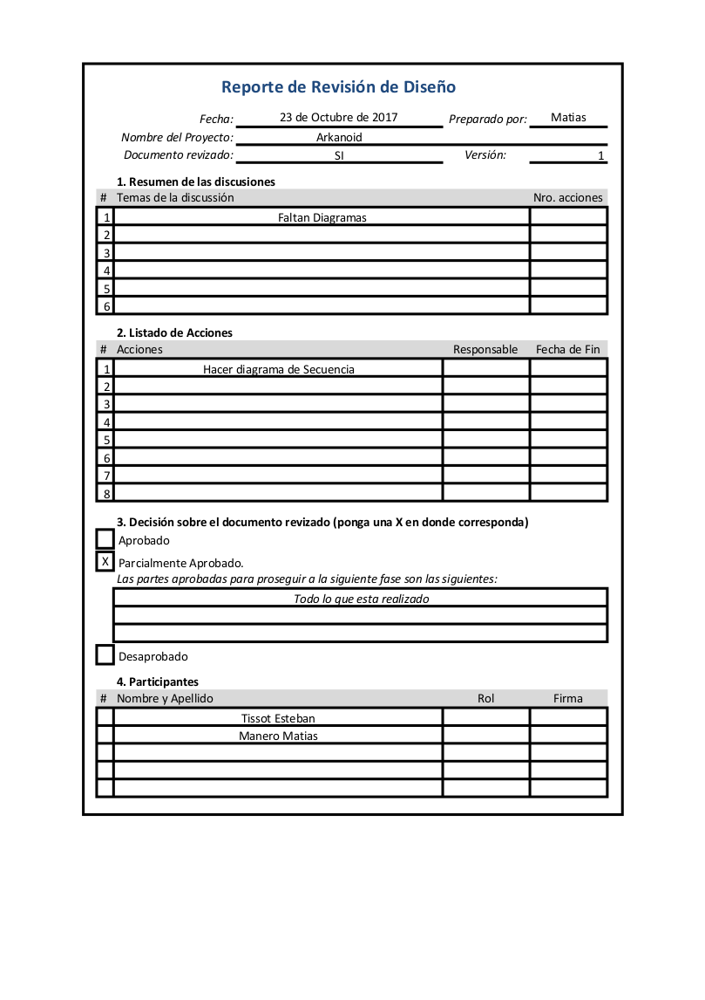 Reporte de Revisión de Diseño
Fecha: 23 de Octubre de 2017 Preparado por: Matias
Nombre del Proyecto: Arkanoid
Documento revizado: SI Versión: 1
1. Resumen de las discusiones
# Temas de la discussión Nro. acciones
1 Faltan Diagramas
2
3
4
5
6
2. Listado de Acciones
# Acciones Responsable Fecha de Fin
1 Hacer diagrama de Secuencia
2
3
4
5
6
7
8
3. Decisión sobre el documento revizado (ponga una X en donde corresponda)
Aprobado
X Parcialmente Aprobado.
Las partes aprobadas para proseguir a la siguiente fase son las siguientes:
Todo lo que esta realizado
Desaprobado
4. Participantes
# Nombre y Apellido Rol Firma
Tissot Esteban
Manero Matias